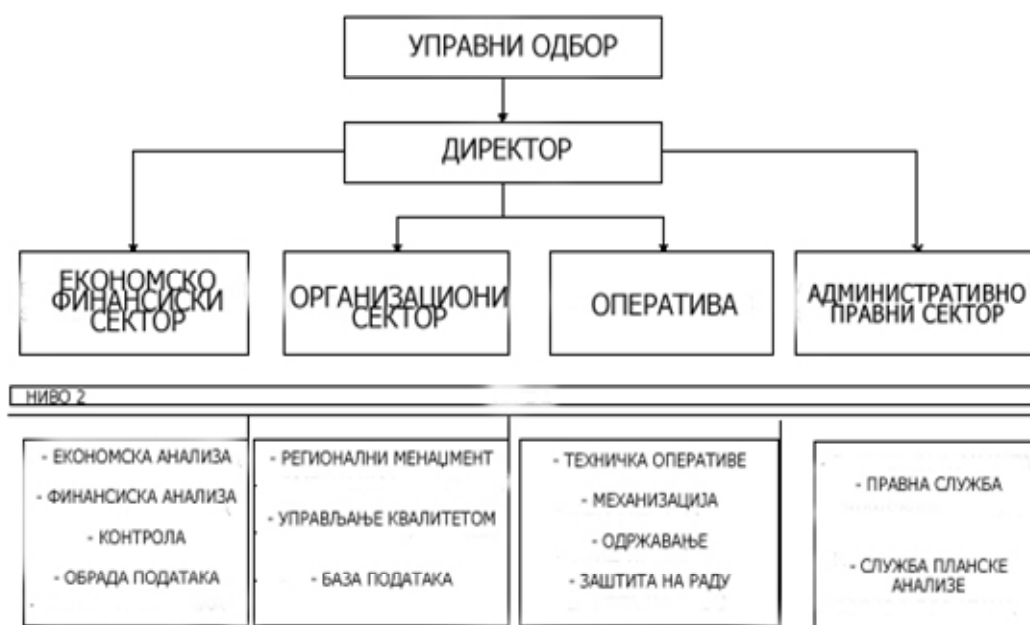 УПРАВНИ ОДБОР
ДИРЕКТОР
ЕКОНОМСКО
ФИНАНСИСКИ
СЕКТОР
ОРГАНИЗАЦИОНИ
СЕКТОР
ОПЕРАТИВА
АДМИНИСТРАТИВНО
ПРАВНИ СЕКТОР
НИВО 2
- ЕКОНОМСКА АНАЛИЗА
- ФИНАНСИСКА АНАЛИЗА
- КОНТРОЛА
- ОБРАДА ПОДАТАКА
- РЕГИОНАЛНИ МЕНАЏМЕНТ
- УПРАВЉАЊЕ КВАЛИТЕТОМ
- БАЗА ПОДАТАКА
- ТЕХНИЧКА ОПЕРАТИВЕ
- МЕХАНИЗАЦИЈА
- ОДРЖАВАЊЕ
- ЗАШТИТА НА РАДУ
- ПРАВНА СЛУЖБА
- СЛУЖБА ПЛАНСКЕ
АНАЛИЗЕ